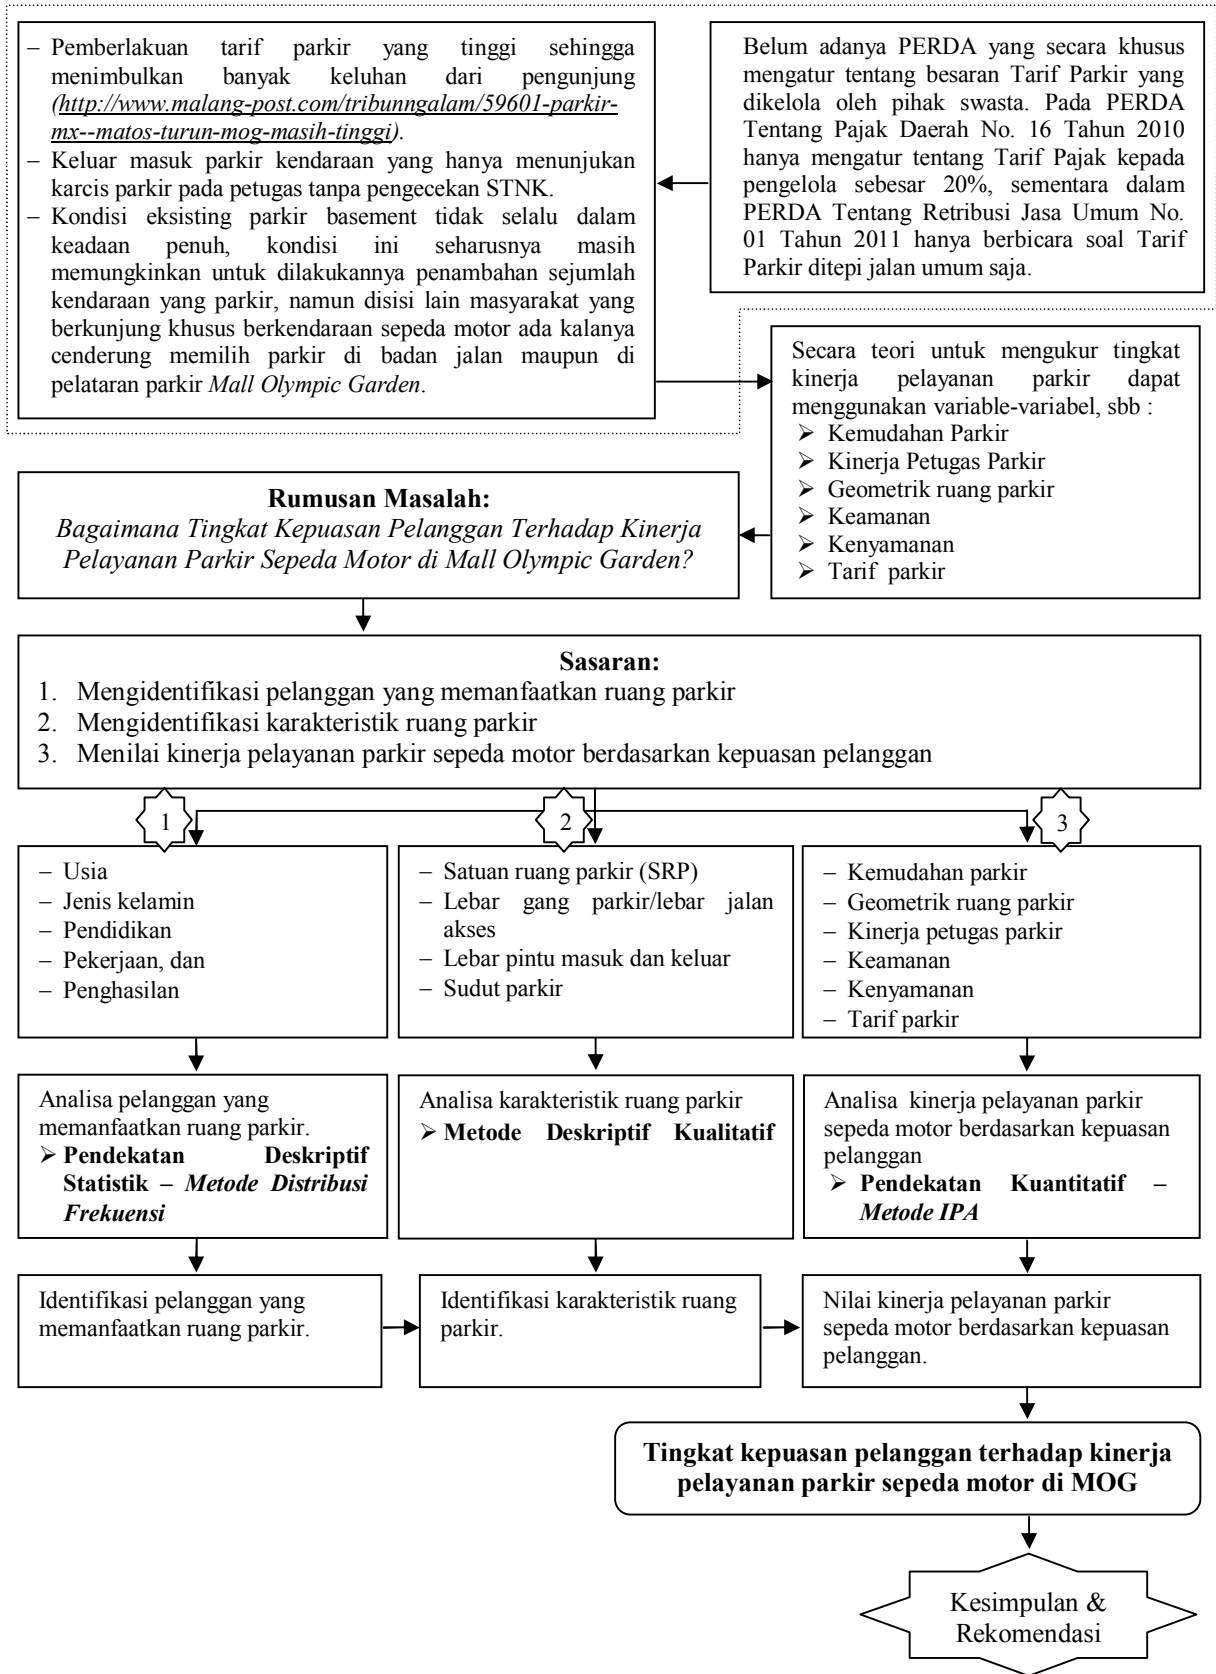 – Pemberlakuan tarif parkir yang tinggi sehingga
menimbulkan banyak keluhan dari pengunjung
(http://www.malang-post.com/tribunngalam/59601-parkir-
mx--matos-turun-mog-masih-tinggi).
– Keluar masuk parkir kendaraan yang hanya menunjukan
karcis parkir pada petugas tanpa pengecekan STNK.
– Kondisi eksisting parkir basement tidak selalu dalam
keadaan penuh, kondisi ini seharusnya masih
memungkinkan untuk dilakukannya penambahan sejumlah
kendaraan yang parkir, namun disisi lain masyarakat yang
berkunjung khusus berkendaraan sepeda motor ada kalanya
cenderung memilih parkir di badan jalan maupun di
pelataran parkir Mall Olympic Garden.
Belum adanya PERDA yang secara khusus
mengatur tentang besaran Tarif Parkir yang
dikelola oleh pihak swasta. Pada PERDA
Tentang Pajak Daerah No. 16 Tahun 2010
hanya mengatur tentang Tarif Pajak kepada
pengelola sebesar 20%, sementara dalam
PERDA Tentang Retribusi Jasa Umum No.
01 Tahun 2011 hanya berbicara soal Tarif
Parkir ditepi jalan umum saja.
Secara teori untuk mengukur tingkat
kinerja pelayanan parkir dapat
menggunakan variable-variabel, sbb :
➢ Kemudahan Parkir
➢ Kinerja Petugas Parkir
➢ Geometrik ruang parkir
➢ Keamanan
➢ Kenyamanan
➢ Tarif parkir
Rumusan Masalah:
Bagaimana Tingkat Kepuasan Pelanggan Terhadap Kinerja
Pelayanan Parkir Sepeda Motor di Mall Olympic Garden?
Sasaran:
1. Mengidentifikasi pelanggan yang memanfaatkan ruang parkir
2. Mengidentifikasi karakteristik ruang parkir
3. Menilai kinerja pelayanan parkir sepeda motor berdasarkan kepuasan pelanggan
1
2
3
– Usia
– Jenis kelamin
– Pendidikan
– Pekerjaan, dan
– Penghasilan
– Satuan ruang parkir (SRP)
– Lebar gang parkir/lebar jalan
akses
– Lebar pintu masuk dan keluar
– Sudut parkir
– Kemudahan parkir
– Geometrik ruang parkir
– Kinerja petugas parkir
– Keamanan
– Kenyamanan
– Tarif parkir
Analisa pelanggan yang
memanfaatkan ruang parkir.
➢ Pendekatan Deskriptif
Statistik – Metode Distribusi
Frekuensi
Analisa karakteristik ruang parkir
➢ Metode Deskriptif Kualitatif
Analisa kinerja pelayanan parkir
sepeda motor berdasarkan kepuasan
pelanggan
➢ Pendekatan Kuantitatif –
Metode IPA
Identifikasi pelanggan yang
memanfaatkan ruang parkir.
Identifikasi karakteristik ruang
parkir.
Nilai kinerja pelayanan parkir
sepeda motor berdasarkan kepuasan
pelanggan.
Tingkat kepuasan pelanggan terhadap kinerja
pelayanan parkir sepeda motor di MOG
Kesimpulan &
Rekomendasi